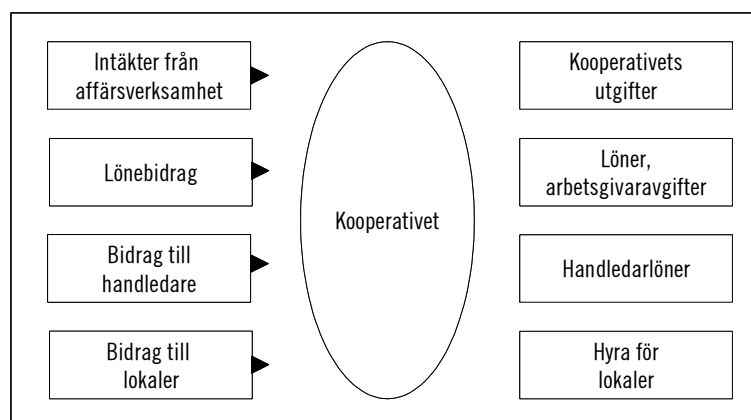 Intäkter från
affärsverksamhet
Lönebidrag
Bidrag till
handledare
Bidrag till
lokaler
Kooperativet
Kooperativets
utgifter
Löner,
arbetsgivaravgifter
Handledarlöner
Hyra för
lokaler